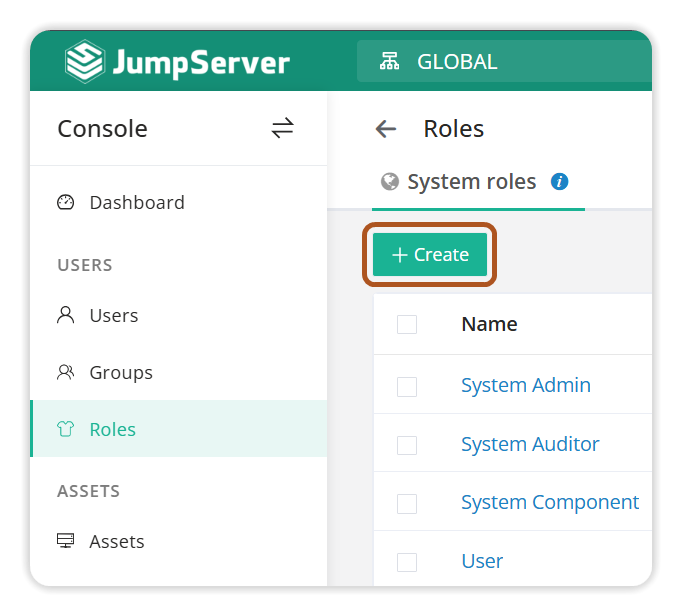 JumpServer
GLOBAL
Console
Dashboard
USERS
Users
Groups
Roles
ASSETS
Assets
Roles
System roles i
+ Create
Name
System Admin
System Auditor
System Component
User